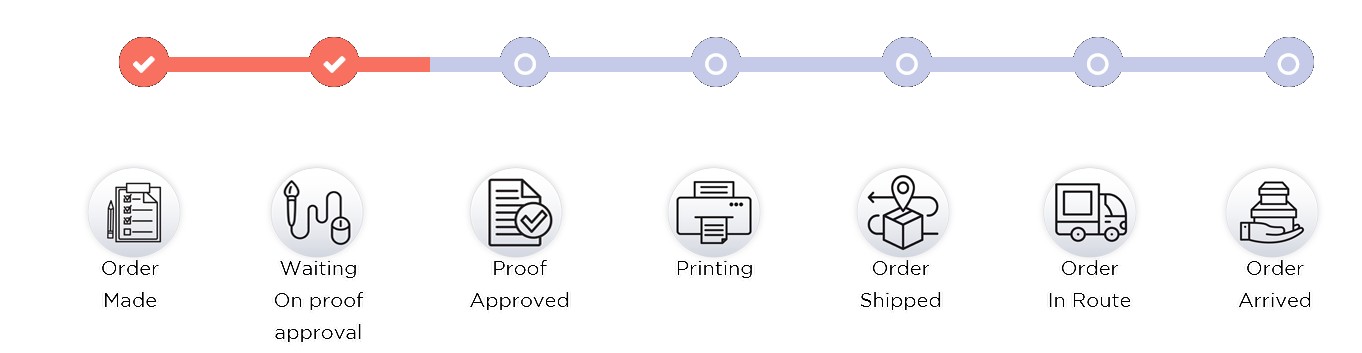 Order
Made
Waiting
On proof
approval
Proof
Approved
Printing
Order
Shipped
Order
In Route
Order
Arrived